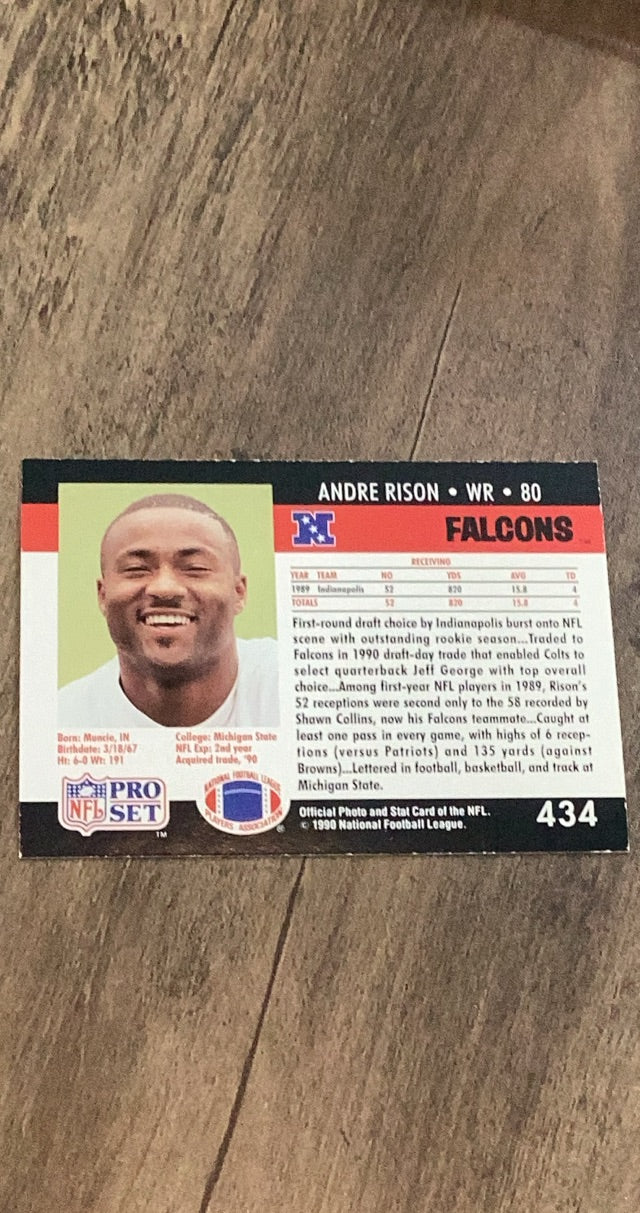 ANDRE RISON • WR • 80
N
FALCONS
RECEIVING
YEAR TEAM NO YDS AVG TD
1989 Indianapolis 52 820 15.8 4
TOTALS 52 820 15.8 4
First-round draft choice by Indianapolis burst onto NFL
scene with outstanding rookie season...Traded to
Falcons in 1990 draft-day trade that enabled Colts to
select quarterback Jeff George with top overall
choice...Among first-year NFL players in 1989, Rison's
52 receptions were second only to the 58 recorded by
Shawn Collins, now his Falcons teammate...Caught at
least one pass in every game, with highs of 6 recep-
tions (versus Patriots) and 135 yards (against
Browns)...Lettered in football, basketball, and track at
Michigan State.
Born: Muncie, IN
Birthdate: 3/18/67
Ht: 6-0 Wt: 191
College: Michigan State
NFL Exp: 2nd year
Acquired trade, '90
NFL PRO SET ™
NATIONAL FOOTBALL LEAGUE PLAYERS ASSOCIATION ®
Official Photo and Stat Card of the NFL.
© 1990 National Football League.
434